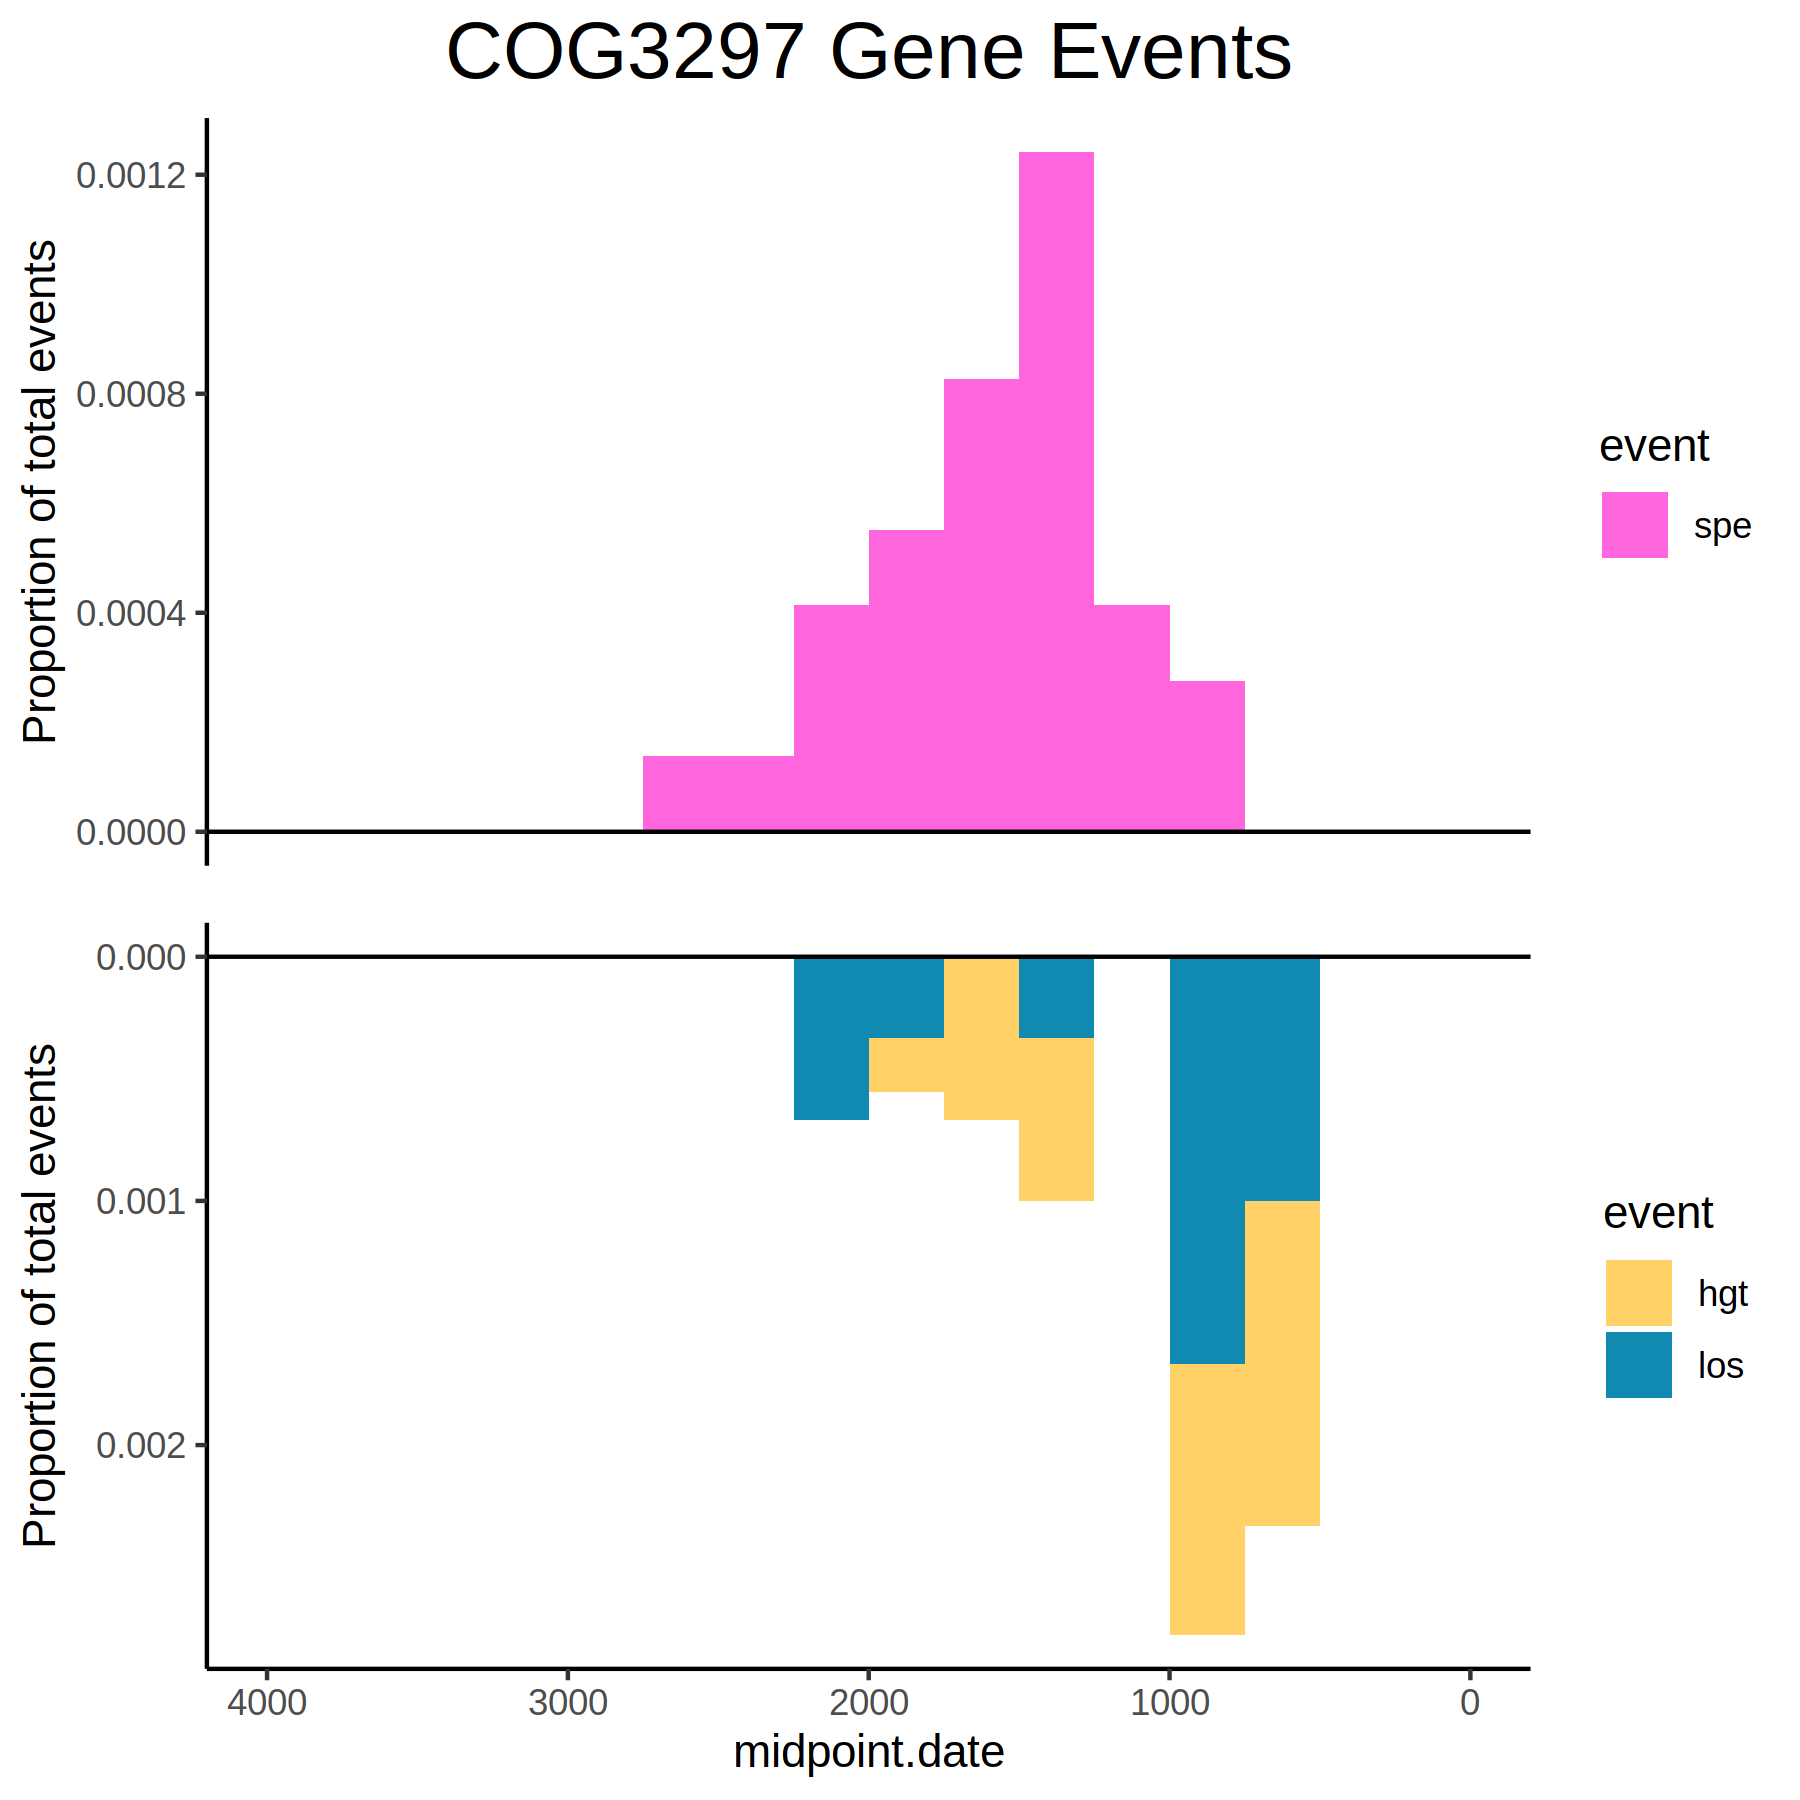 COG3297 Gene Events
Proportion of total events
0.0012
0.0008
0.0004
0.0000
event
spe
Proportion of total events
0.000
0.001
0.002
event
hgt
los
4000 3000 2000 1000 0
midpoint.date